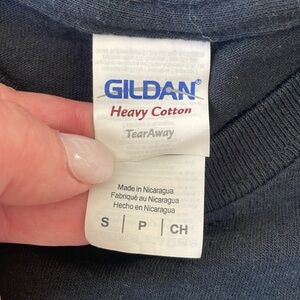 GILDAN®
Heavy Cotton
TearAway
Made in Nicaragua
Fabriqué au Nicaragua
Hecho en Nicaragua
S | P | CH